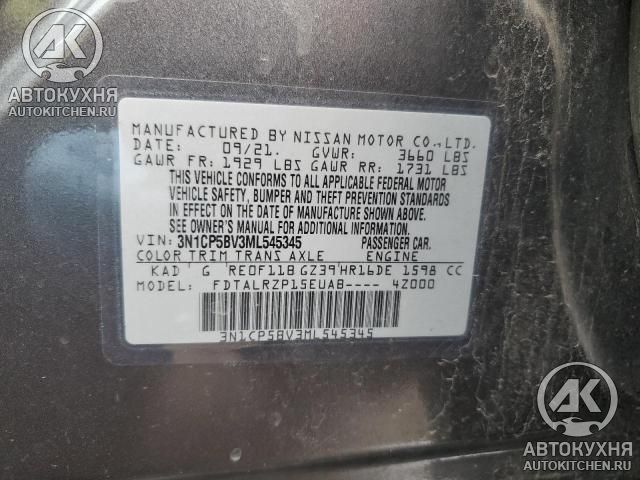 АК
АВТОКУХНЯ
AUTOKITCHEN.RU
MANUFACTURED BY NISSAN MOTOR CO.,LTD.
DATE: 09/21. GVWR: 3660 LBS
GAWR FR: 1929 LBS GAWR RR: 1731 LBS
THIS VEHICLE CONFORMS TO ALL APPLICABLE FEDERAL MOTOR
VEHICLE SAFETY, BUMPER AND THEFT PREVENTION STANDARDS
IN EFFECT ON THE DATE OF MANUFACTURE SHOWN ABOVE.
SEE OWNER'S MANUAL FOR ADDITIONAL INFORMATION.
VIN: 3N1CP5BV3ML545345 PASSENGER CAR.
COLOR TRIM TRANS AXLE ENGINE
KAD G RE0F11B GZ39 HR16DE 1598 CC
MODEL: FDTALRZP15EUAB---- 4Z000
3N1CP5BV3ML545345
АК
АВТОКУХНЯ
AUTOKITCHEN.RU